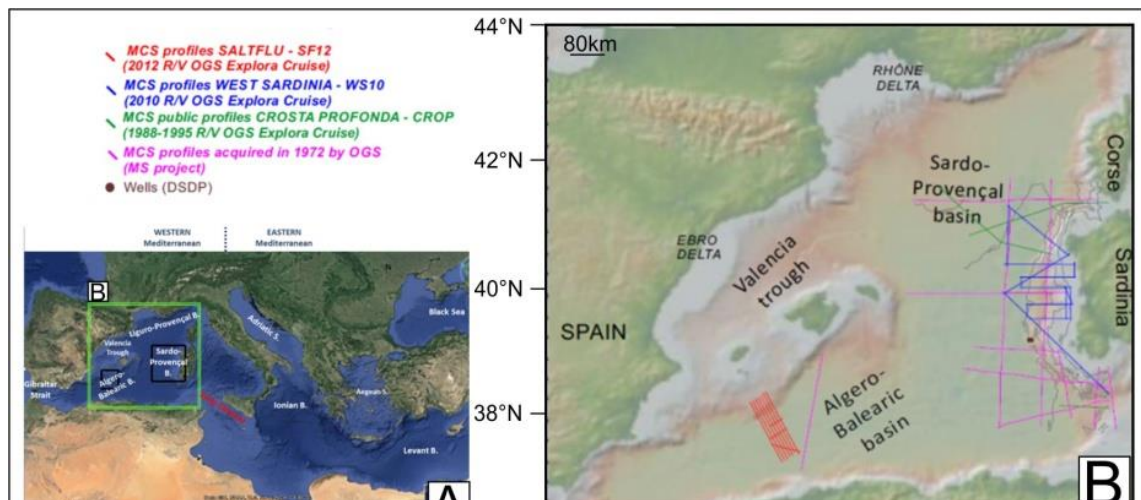 MCS profiles SALTFLU - SF12
(2012 R/V OGS Explora Cruise)
MCS profiles WEST SARDINIA - WS10
(2010 R/V OGS Explora Cruise)
MCS public profiles CROSTA PROFONDA - CROP
(1988-1995 R/V OGS Explora Cruise)
MCS profiles acquired in 1972 by OGS
(MS project)
Wells (DSDP)
WESTERN
Mediterranean
EASTERN
Mediterranean
B
Liguro-Provençal B.
Valencia
Trough
Sardo-
Provençal
B.
Algero-
Balearic B.
Gibraltar
Strait
Adriatic S.
Black Sea
Aegean S.
Ionian B.
Levant B.
A
44°N
42°N
40°N
38°N
80km
RHÔNE
DELTA
Corse
Sardo-
Provençal
basin
EBRO
DELTA
Valencia
trough
Sardinia
SPAIN
Algero-
Balearic
basin
B